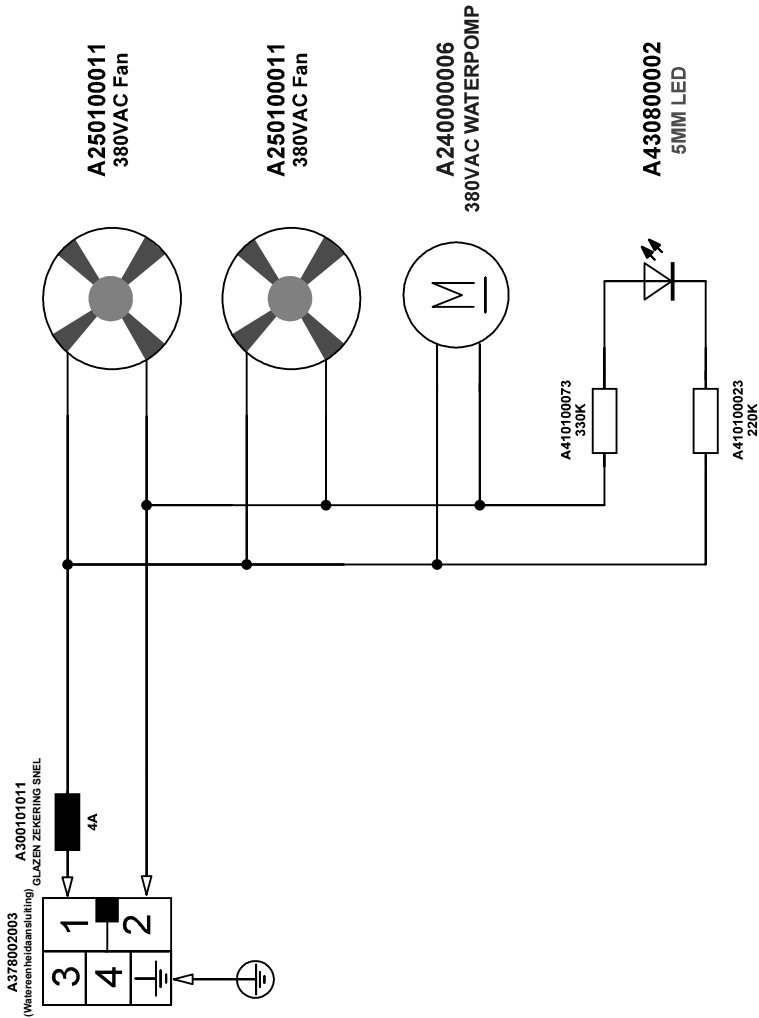 A250100011
380VAC Fan
A250100011
380VAC Fan
A240000006
380VAC WATERPOMP
A430800002
5MM LED
M
A410100073
330K
A410100023
220K
A300101011
GLAZEN ZEKERING SNEL
4A
A378002003
(Watereenheidaansluiting)
1
2
3
4